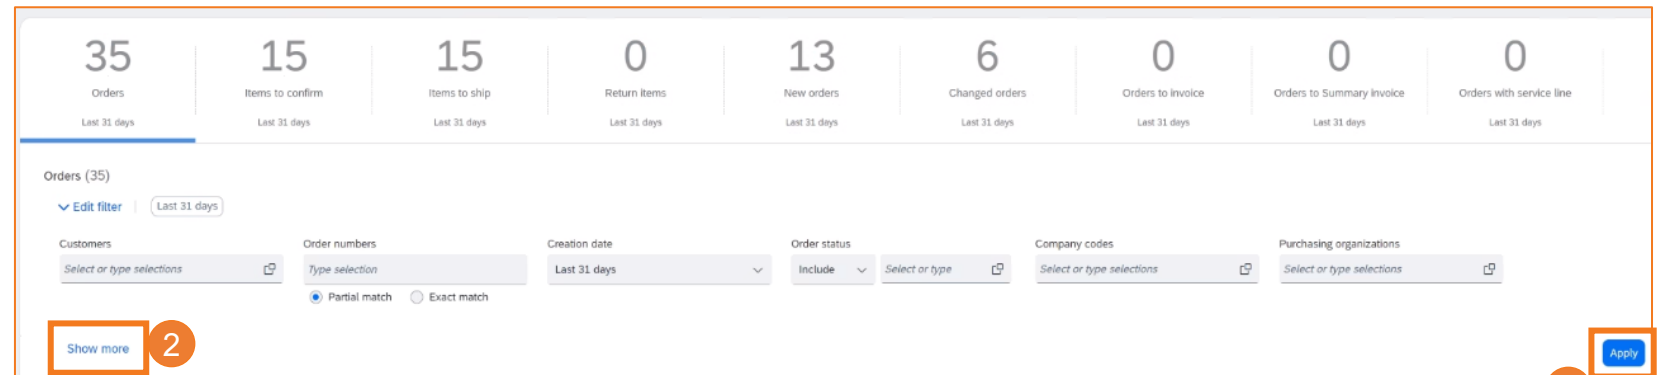 35 15 15 0 13 6 0 0 0
Orders Items to confirm Items to ship Return items New orders Changed orders Orders to invoice Orders to Summary invoice Orders with service line
Last 31 days Last 31 days Last 31 days Last 31 days Last 31 days Last 31 days Last 31 days Last 31 days Last 31 days
Orders (35)
Edit filter Last 31 days
Customers Order numbers Creation date Order status Company codes Purchasing organizations
Select or type selections Type selection Last 31 days Include Select or type Select or type selections Select or type selections
Partial match Exact match
Show more 2 Apply